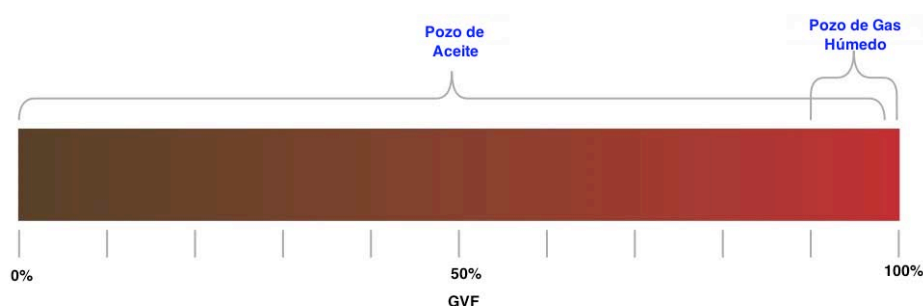 Pozo de
Aceite
Pozo de Gas
Húmedo
0%
50%
100%
GVF